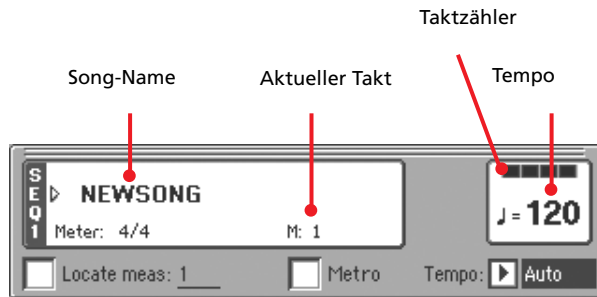 Taktzähler
Song-Name Aktueller Takt Tempo
SEQ1
NEWSONG
Meter: 4/4 M: 1
♩ = 120
Locate meas: 1 Metro Tempo: Auto